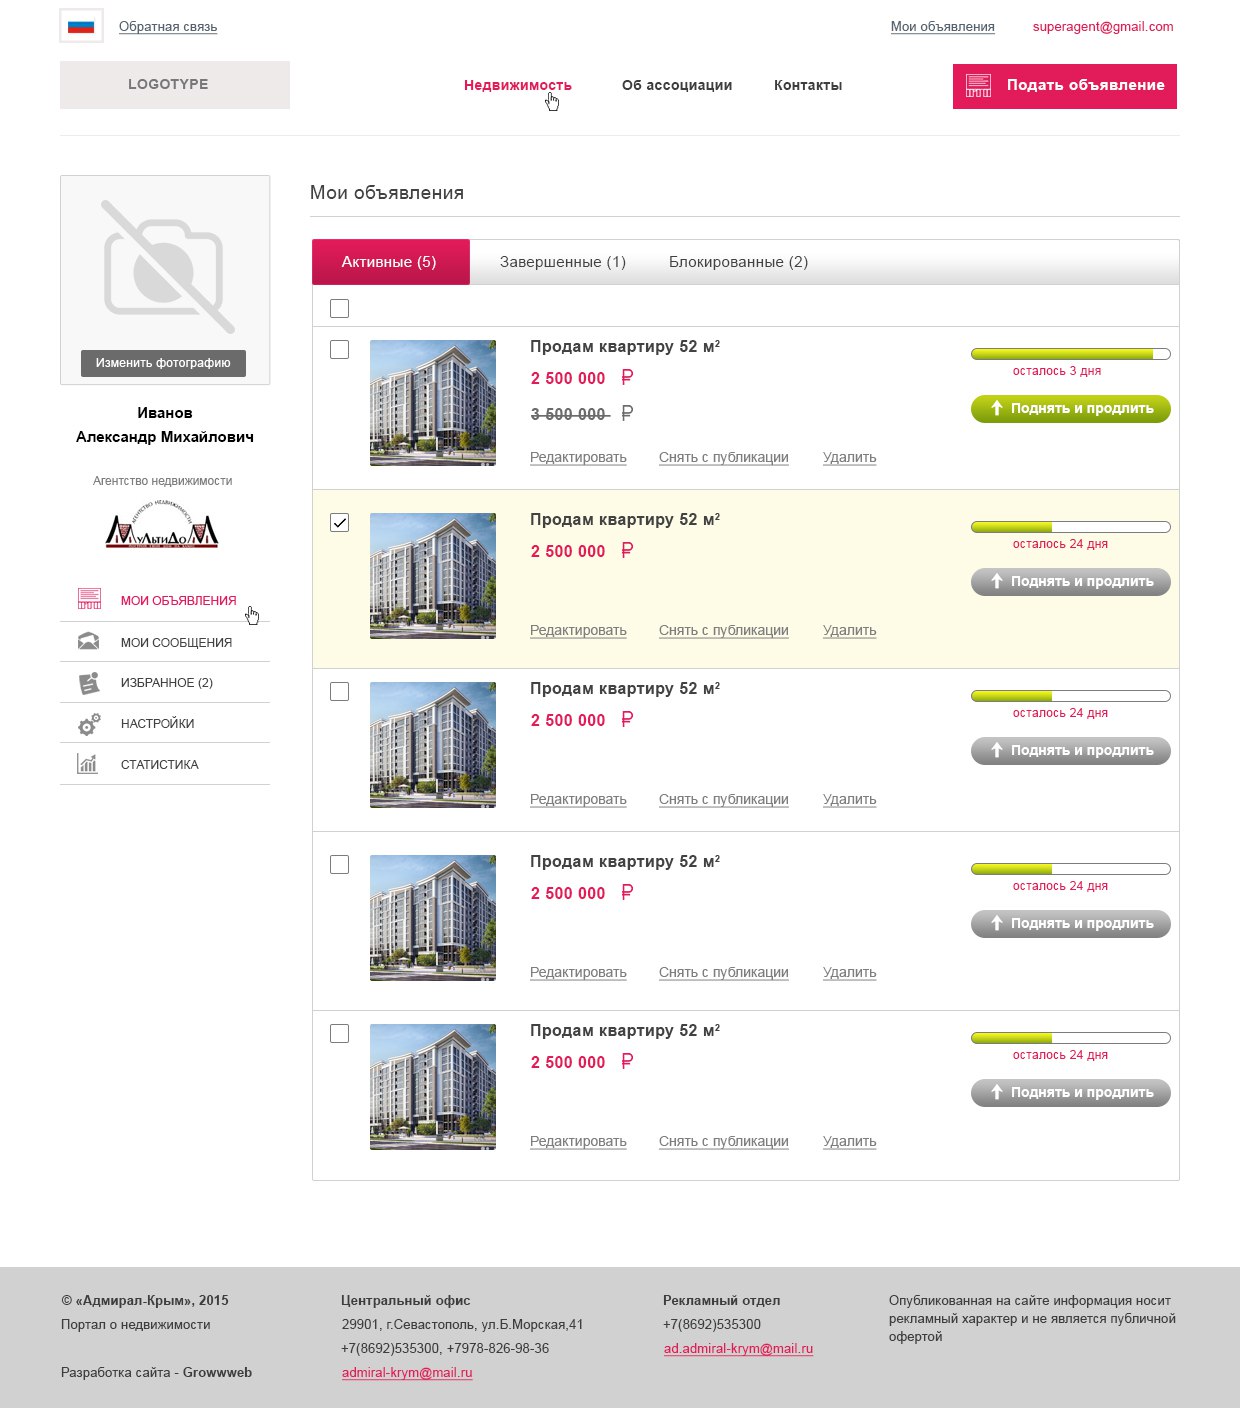 Обратная связь
Мои объявления
superagent@gmail.com
LOGOTYPE
Недвижимость
Об ассоциации
Контакты
Подать объявление
Изменить фотографию
Иванов
Александр Михайлович
Агентство недвижимости
АГЕНТСТВО НЕДВИЖИМОСТИ
МУЛЬТИДОМ
МОИ ОБЪЯВЛЕНИЯ
МОИ СООБЩЕНИЯ
ИЗБРАННОЕ (2)
НАСТРОЙКИ
СТАТИСТИКА
Мои объявления
Активные (5)
Завершенные (1)
Блокированные (2)
Продам квартиру 52 м²
2 500 000 ₽
3 500 000 ₽
Редактировать
Снять с публикации
Удалить
осталось 3 дня
Поднять и продлить
Продам квартиру 52 м²
2 500 000 ₽
Редактировать
Снять с публикации
Удалить
осталось 24 дня
Поднять и продлить
Продам квартиру 52 м²
2 500 000 ₽
Редактировать
Снять с публикации
Удалить
осталось 24 дня
Поднять и продлить
Продам квартиру 52 м²
2 500 000 ₽
Редактировать
Снять с публикации
Удалить
осталось 24 дня
Поднять и продлить
Продам квартиру 52 м²
2 500 000 ₽
Редактировать
Снять с публикации
Удалить
осталось 24 дня
Поднять и продлить
© «Адмирал-Крым», 2015
Портал о недвижимости
Разработка сайта - Growwweb
Центральный офис
29901, г.Севастополь, ул.Б.Морская,41
+7(8692)535300, +7978-826-98-36
admiral-krym@mail.ru
Рекламный отдел
+7(8692)535300
ad.admiral-krym@mail.ru
Опубликованная на сайте информация носит
рекламный характер и не является публичной
офертой